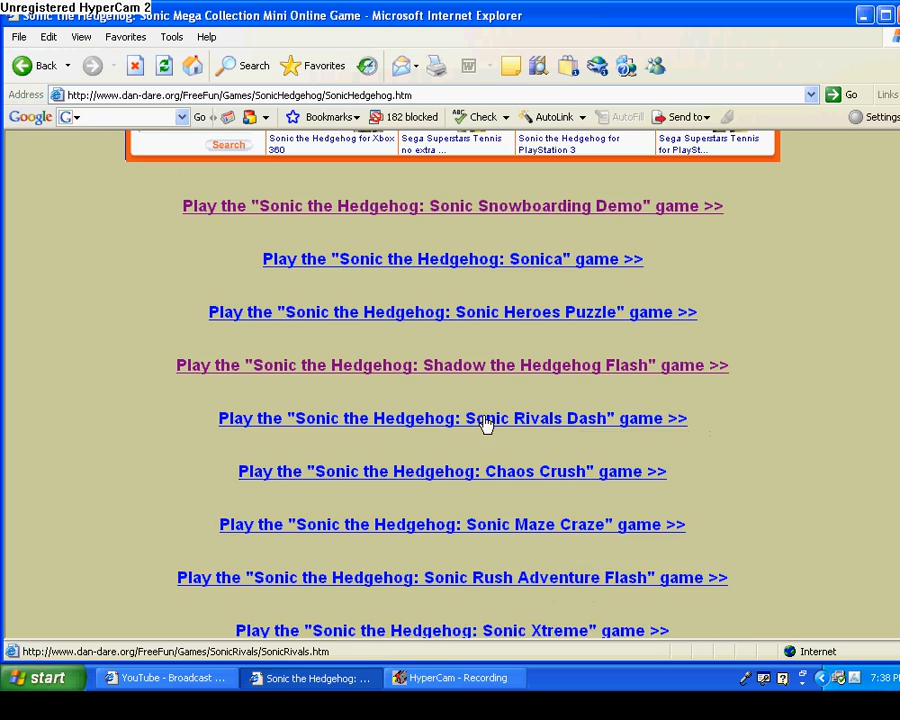 Unregistered HyperCam 2
Sonic the Hedgehog: Sonic Mega Collection Mini Online Game - Microsoft Internet Explorer
File Edit View Favorites Tools Help
Back Search Favorites W
Address http://www.dan-dare.org/FreeFun/Games/SonicHedgehog/SonicHedgehog.htm Go Links
Google G Go Bookmarks 182 blocked Check AutoLink AutoFill Send to Settings
Search
Sonic the Hedgehog for Xbox 360
Sega Superstars Tennis no extra ...
Sonic the Hedgehog for PlayStation 3
Sega Superstars Tennis for PlaySt...
Play the "Sonic the Hedgehog: Sonic Snowboarding Demo" game >>
Play the "Sonic the Hedgehog: Sonica" game >>
Play the "Sonic the Hedgehog: Sonic Heroes Puzzle" game >>
Play the "Sonic the Hedgehog: Shadow the Hedgehog Flash" game >>
Play the "Sonic the Hedgehog: Sonic Rivals Dash" game >>
Play the "Sonic the Hedgehog: Chaos Crush" game >>
Play the "Sonic the Hedgehog: Sonic Maze Craze" game >>
Play the "Sonic the Hedgehog: Sonic Rush Adventure Flash" game >>
Play the "Sonic the Hedgehog: Sonic Xtreme" game >>
http://www.dan-dare.org/FreeFun/Games/SonicRivals/SonicRivals.htm Internet
start YouTube - Broadcast ... Sonic the Hedgehog: ... HyperCam - Recording 7:38